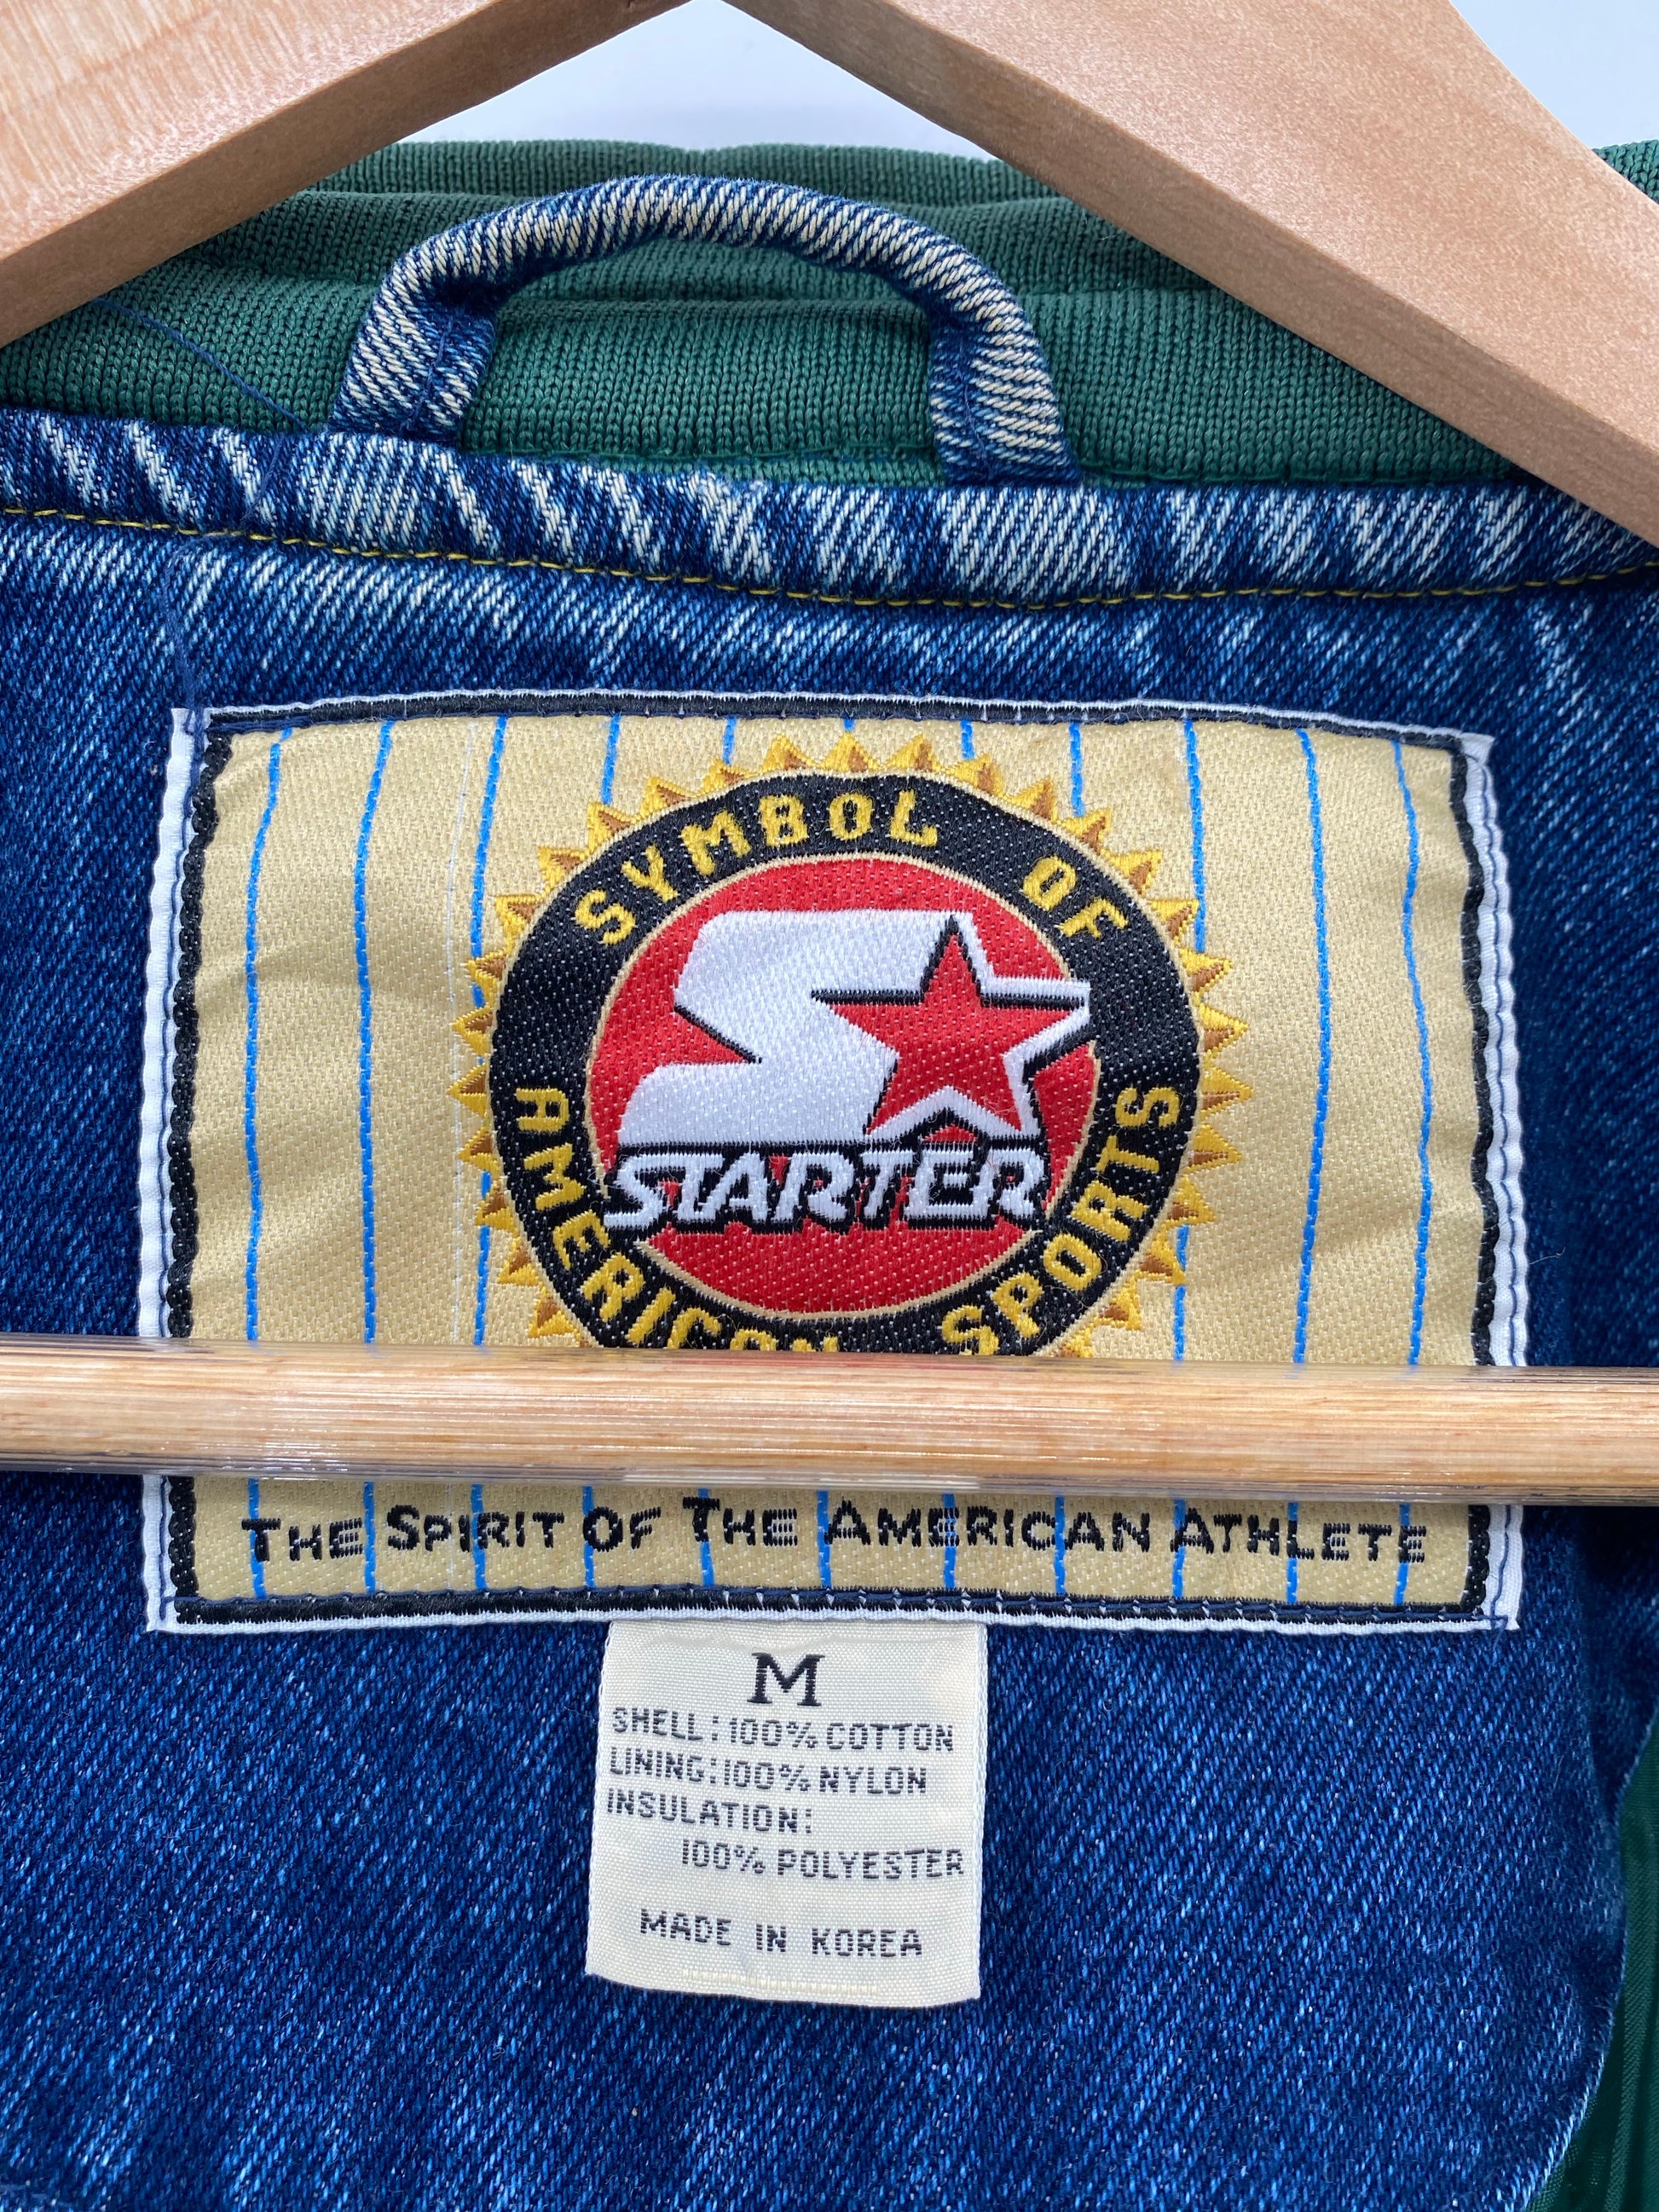 SYMBOL OF
STARTER
AMERICAN SPORTS
THE SPIRIT OF THE AMERICAN ATHLETE
M
SHELL:100% COTTON
LINING:100% NYLON
INSULATION:
100% POLYESTER
MADE IN KOREA